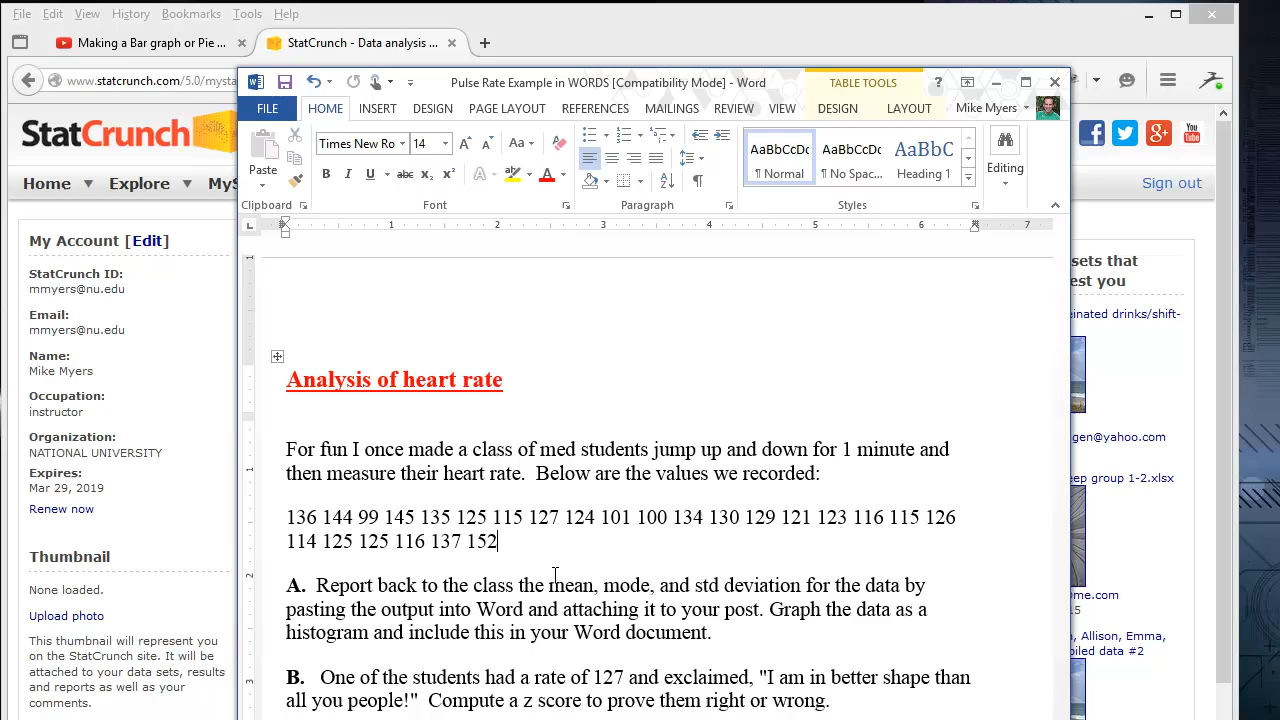 File Edit View History Bookmarks Tools Help
Making a Bar graph or Pie ...
StatCrunch - Data analysis ...
www.statcrunch.com/5.0/mysta
Pulse Rate Example in WORDS [Compatibility Mode] - Word
TABLE TOOLS
FILE HOME INSERT DESIGN PAGE LAYOUT REFERENCES MAILINGS REVIEW VIEW DESIGN LAYOUT Mike Myers
Paste
Times New Ro 14
AaBbCcDc AaBbCcDc AaBbC
¶ Normal ¶ No Spac... Heading 1
Editing
Clipboard Font Paragraph Styles
1 2 3 4 5 6 7
StatCrunch
Home Explore MyS
Sign out
My Account [Edit]
StatCrunch ID:
mmyers@nu.edu
Email:
mmyers@nu.edu
Name:
Mike Myers
Occupation:
instructor
Organization:
NATIONAL UNIVERSITY
Expires:
Mar 29, 2019
Renew now
Thumbnail:
(none)
Upload photo
This thumbnail will represent you
on the StatCrunch site. It will be
attached to your data sets, results
and reports as well as your
comments.
Analysis of heart rate
For fun I once made a class of med students jump up and down for 1 minute and
then measure their heart rate. Below are the values we recorded:
136 144 99 145 135 125 115 127 124 101 100 134 130 129 121 123 116 115 126
114 125 125 116 137 152
A. Report back to the class the mean, mode, and std deviation for the data by
pasting the output into Word and attaching it to your post. Graph the data as a
histogram and include this in your Word document.
B. One of the students had a rate of 127 and exclaimed, "I am in better shape than
all you people!" Compute a z score to prove them right or wrong.
sets that
est you
einated drinks/shift-
gen@yahoo.com
eep group 1-2.xlsx
me.com
15
a, Allison, Emma,
piled data #2